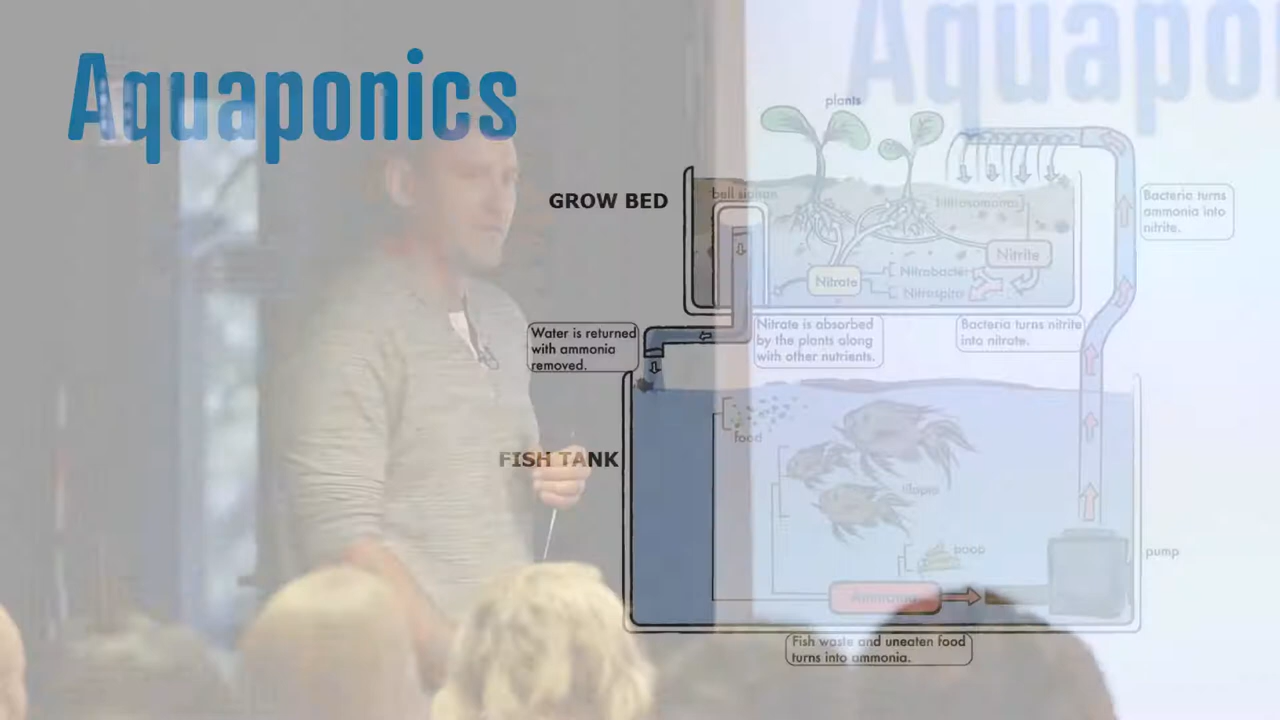 Aquaponics
Aquapo
plants
GROW BED
bell siphon
Nitrosomonas
Bacteria turns
ammonia into
nitrite.
Nitrite
Nitrobacter
Nitrate
Nitrospira
Water is returned
with ammonia
removed.
Nitrate is absorbed
by the plants along
with other nutrients.
Bacteria turns nitrite
into nitrate.
food
FISH TANK
tilapia
poop
pump
Ammonia
Fish waste and uneaten food
turns into ammonia.